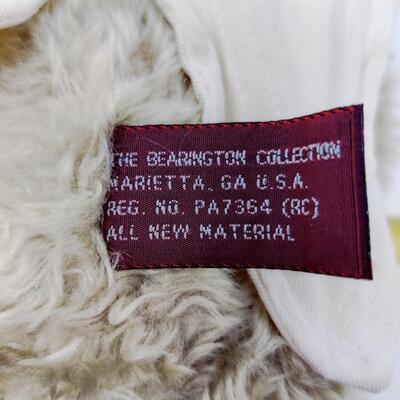 THE BEARINGTON COLLECTION
MARIETTA, GA U.S.A.
REG. NO. PA7364 (RC)
ALL NEW MATERIAL